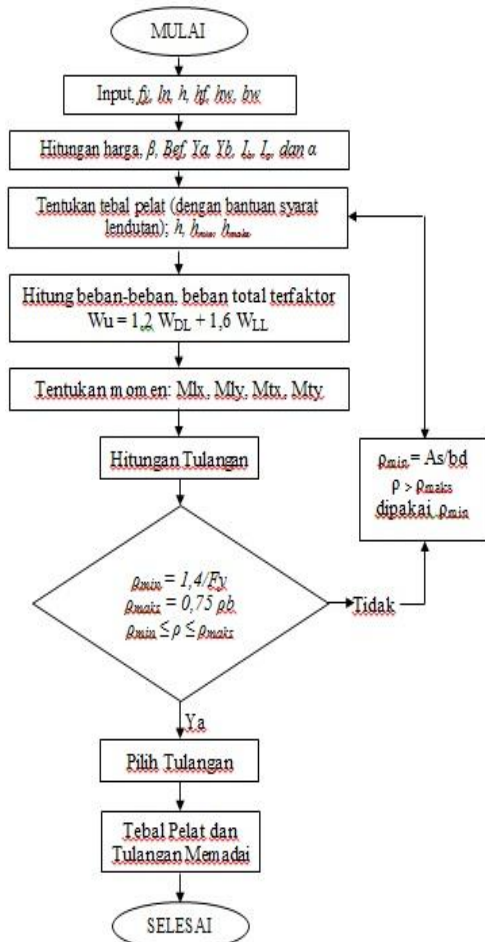 MULAI
Input, fy, ln, h, hf, hw, bw
Hitungan harga, β, Bef, Ya, Yb, dan α
Tentukan tebal pelat (dengan bantuan syarat
lendutan); h, hmin, hmaks
Hitung beban-beban, beban total terfaktor
Wu = 1,2 WDL + 1,6 WLL
Tentukan momen: Mlx, Mly, Mtx, Mty
Hitungan Tulangan
ρmin = As/bd
ρ > ρmaks
dipakai ρmin
ρmin = 1,4/Fy
ρmaks = 0,75 ρb
ρmin ≤ ρ ≤ ρmaks
Tidak
Ya
Pilih Tulangan
Tebal Pelat dan
Tulangan Memadai
SELESAI